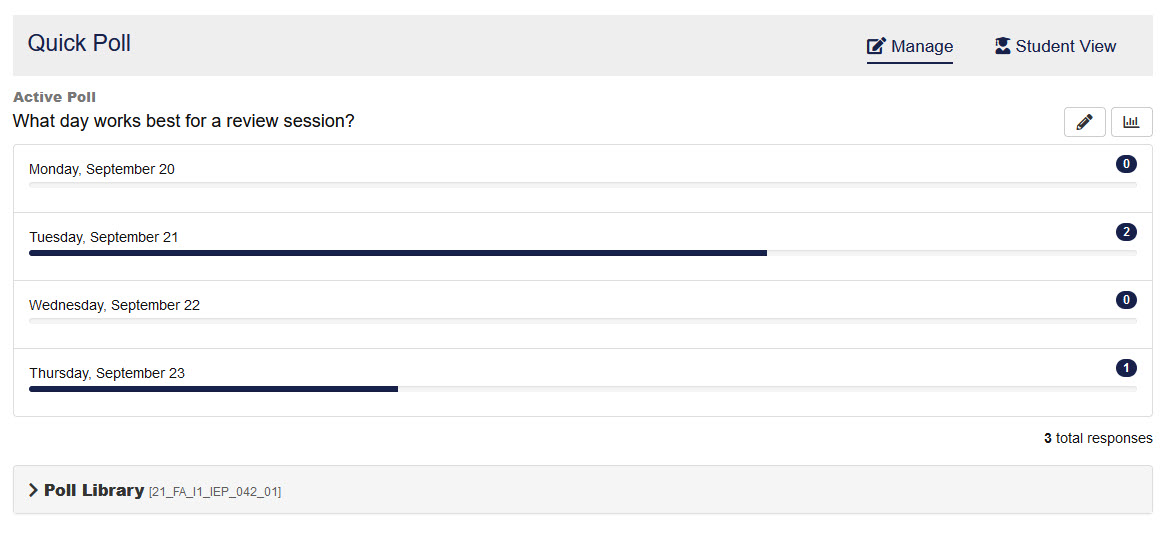 Quick Poll
Manage
Student View
Active Poll
What day works best for a review session?
Monday, September 20
0
Tuesday, September 21
2
Wednesday, September 22
0
Thursday, September 23
1
3 total responses
Poll Library [21_FA_I1_IEP_042_01]